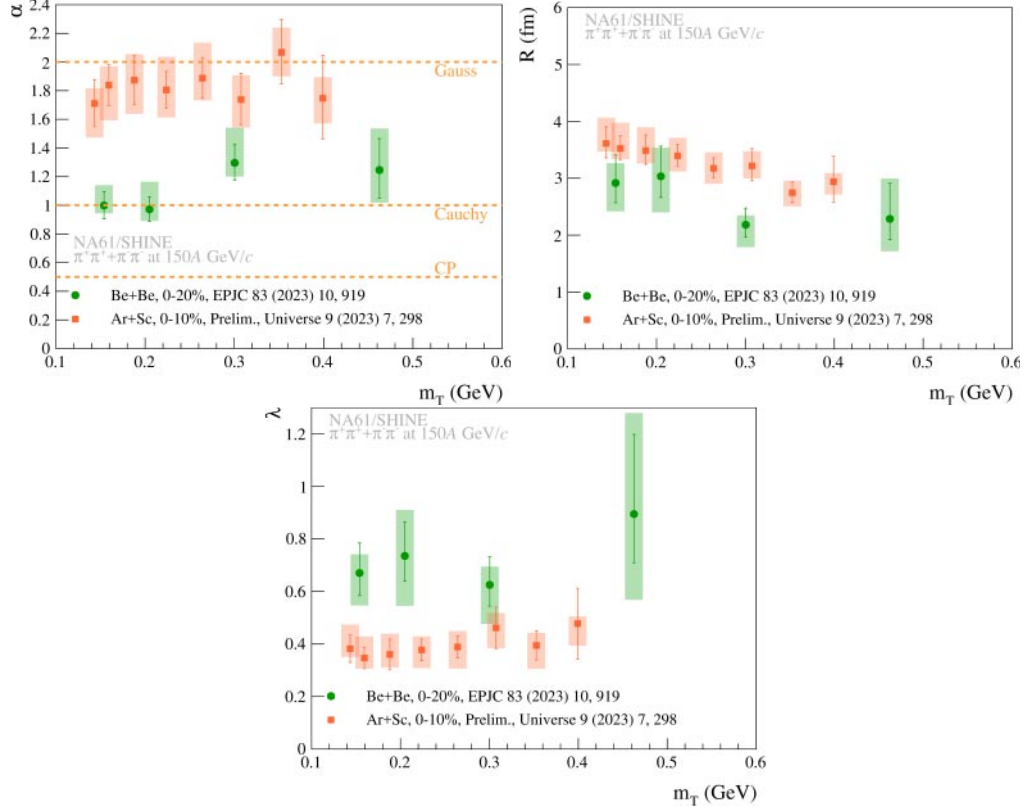 α
2.4
2.2
2
1.8
1.6
1.4
1.2
1
0.8
0.6
0.4
0.2
0
Gauss
Cauchy
NA61/SHINE
π⁺π⁺+π⁻π⁻ at 150A GeV/c
CP
Be+Be, 0-20%, EPJC 83 (2023) 10, 919
Ar+Sc, 0-10%, Prelim., Universe 9 (2023) 7, 298
0.1 0.2 0.3 0.4 0.5 0.6
m_T (GeV)
R (fm)
6
5
4
3
2
1
0
NA61/SHINE
π⁺π⁺+π⁻π⁻ at 150A GeV/c
Be+Be, 0-20%, EPJC 83 (2023) 10, 919
Ar+Sc, 0-10%, Prelim., Universe 9 (2023) 7, 298
0.1 0.2 0.3 0.4 0.5 0.6
m_T (GeV)
λ
1.2
1
0.8
0.6
0.4
0.2
0
NA61/SHINE
π⁺π⁺+π⁻π⁻ at 150A GeV/c
Be+Be, 0-20%, EPJC 83 (2023) 10, 919
Ar+Sc, 0-10%, Prelim., Universe 9 (2023) 7, 298
0.1 0.2 0.3 0.4 0.5 0.6
m_T (GeV)